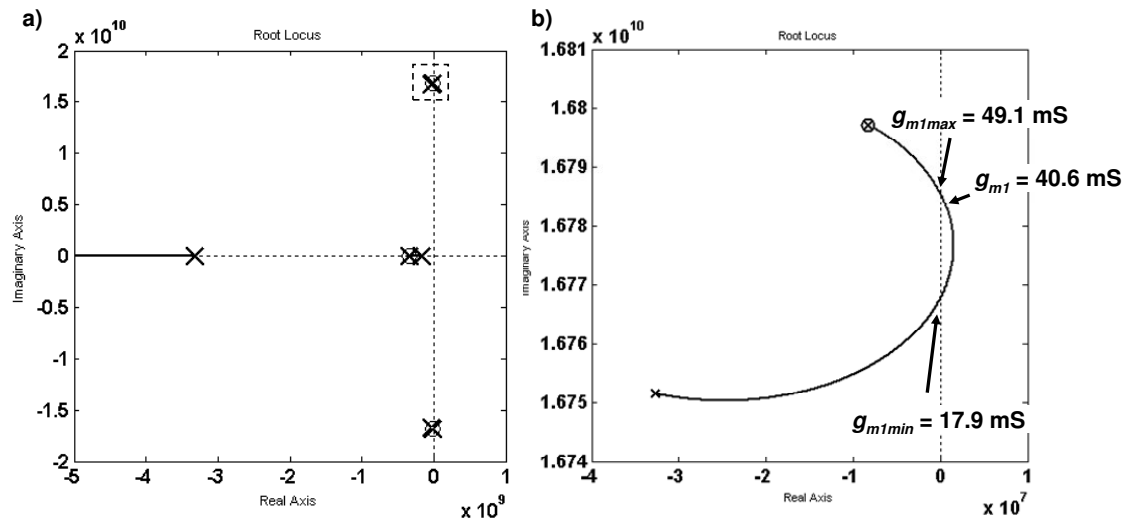 a)
x 10^10
Root Locus
2
1.5
1
0.5
0
-0.5
-1
-1.5
-2
Imaginary Axis
-5 -4 -3 -2 -1 0 1
Real Axis
x 10^9
b)
x 10^10
Root Locus
1.681
1.68
1.679
1.678
1.677
1.676
1.675
1.674
Imaginary Axis
g_m1max = 49.1 mS
g_m1 = 40.6 mS
g_m1min = 17.9 mS
-4 -3 -2 -1 0 1
Real Axis
x 10^7